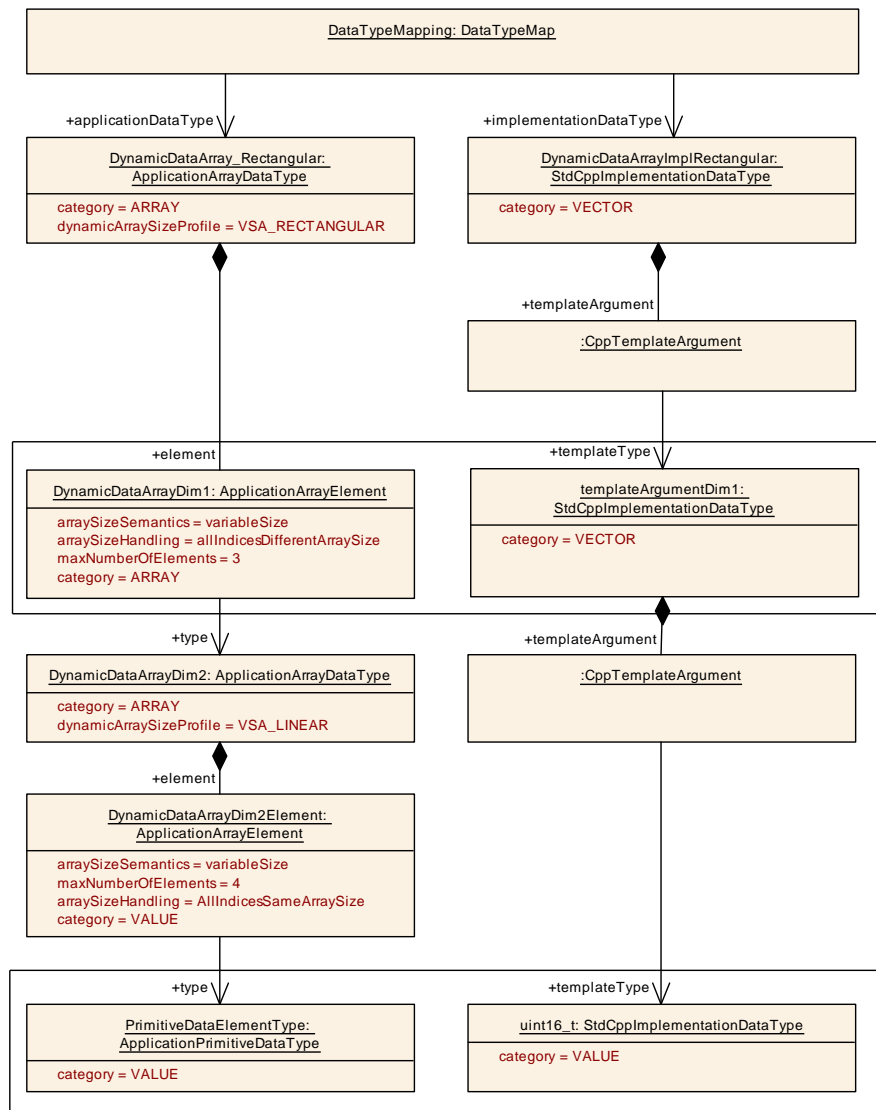 DataTypeMapping: DataTypeMap
+applicationDataType
+implementationDataType
DynamicDataArray_Rectangular:
ApplicationArrayDataType
category = ARRAY
dynamicArraySizeProfile = VSA_RECTANGULAR
DynamicDataArrayImplRectangular:
StdCppImplementationDataType
category = VECTOR
+templateArgument
:CppTemplateArgument
+element
+templateType
DynamicDataArrayDim1: ApplicationArrayElement
arraySizeSemantics = variableSize
arraySizeHandling = allIndicesDifferentArraySize
maxNumberOfElements = 3
category = ARRAY
templateArgumentDim1:
StdCppImplementationDataType
category = VECTOR
+type
+templateArgument
DynamicDataArrayDim2: ApplicationArrayDataType
category = ARRAY
dynamicArraySizeProfile = VSA_LINEAR
:CppTemplateArgument
+element
DynamicDataArrayDim2Element:
ApplicationArrayElement
arraySizeSemantics = variableSize
maxNumberOfElements = 4
arraySizeHandling = AllIndicesSameArraySize
category = VALUE
+type
+templateType
PrimitiveDataElementType:
ApplicationPrimitiveDataType
category = VALUE
uint16_t: StdCppImplementationDataType
category = VALUE